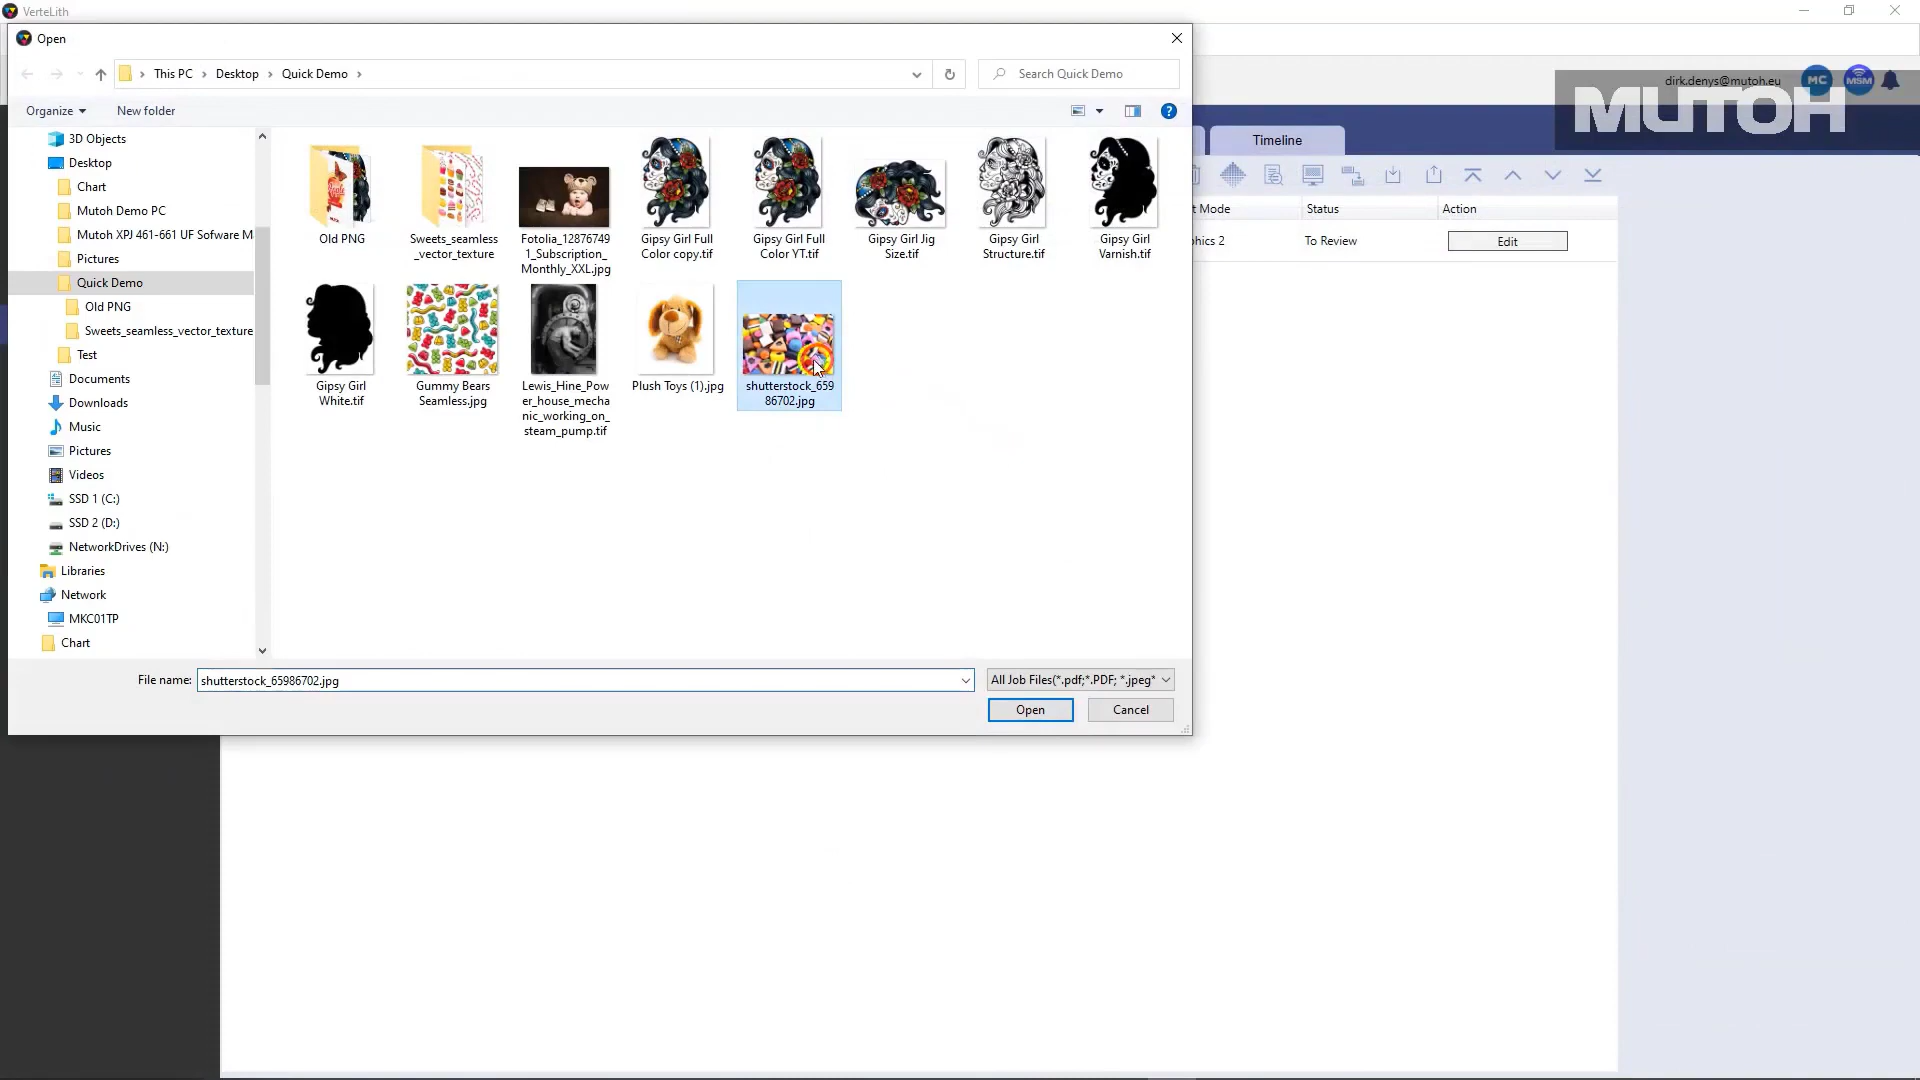 VerteLith
Open
This PC > Desktop > Quick Demo >
Search Quick Demo
dirk.denys@mutoh.eu
MC
MSM
MUTOH
Organize
New folder
Timeline
3D Objects
Desktop
Chart
Mutoh Demo PC
Mutoh XPJ 461-661 UF Sofware M
Pictures
Quick Demo
Old PNG
Sweets_seamless_vector_texture
Test
Documents
Downloads
Music
Pictures
Videos
SSD 1 (C:)
SSD 2 (D:)
NetworkDrives (N:)
Libraries
Network
MKC01TP
Chart
Old PNG
Sweets_seamless
_vector_texture
Fotolia_12876749
1_Subscription_
Monthly_XXL.jpg
Gipsy Girl Full
Color copy.tif
Gipsy Girl Full
Color YT.tif
Gipsy Girl Jig
Size.tif
Gipsy Girl
Structure.tif
Gipsy Girl
Varnish.tif
Gipsy Girl
White.tif
Gummy Bears
Seamless.jpg
Lewis_Hine_Pow
er_house_mecha
nic_working_on_
steam_pump.tif
Plush Toys (1).jpg
shutterstock_659
86702.jpg
t Mode
Status
Action
phics 2
To Review
Edit
File name:
shutterstock_65986702.jpg
All Job Files(*.pdf;*.PDF; *.jpeg*
Open
Cancel